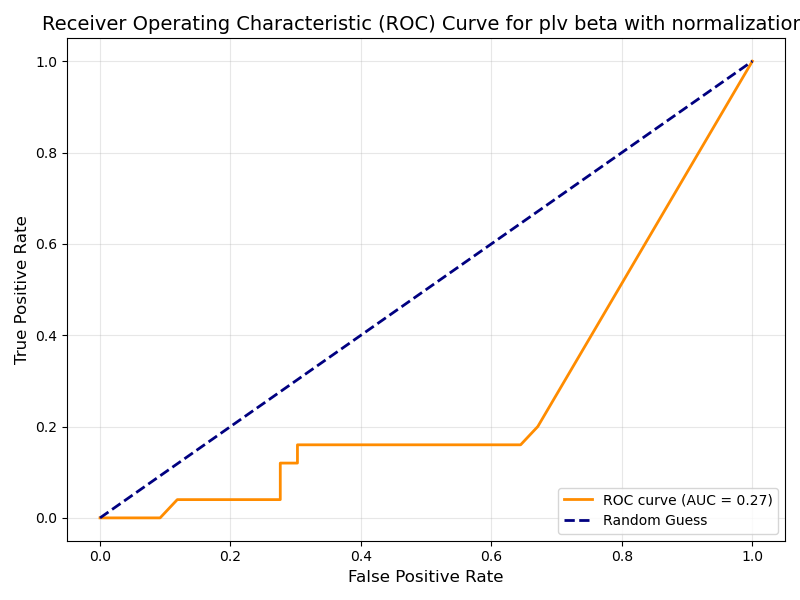 Receiver Operating Characteristic (ROC) Curve for plv beta with normalization
1.0
0.8
0.6
0.4
0.2
0.0
True Positive Rate
0.0 0.2 0.4 0.6 0.8 1.0
False Positive Rate
ROC curve (AUC = 0.27)
Random Guess